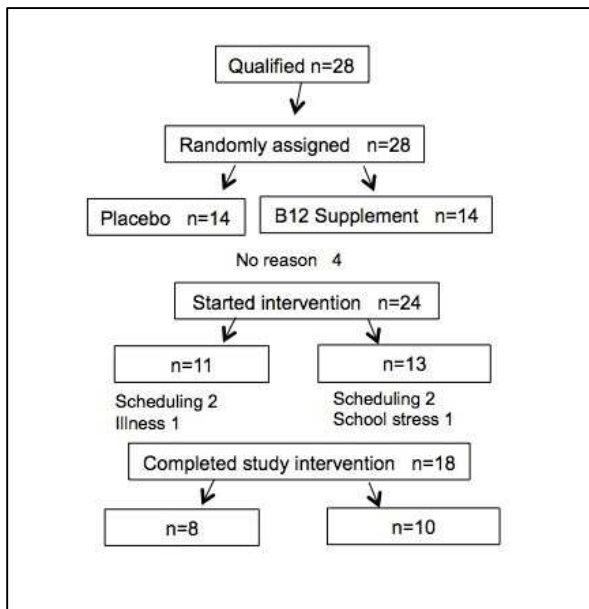 Qualified n=28
Randomly assigned n=28
Placebo n=14
B12 Supplement n=14
No reason 4
Started intervention n=24
n=11
n=13
Scheduling 2
Illness 1
Scheduling 2
School stress 1
Completed study intervention n=18
n=8
n=10